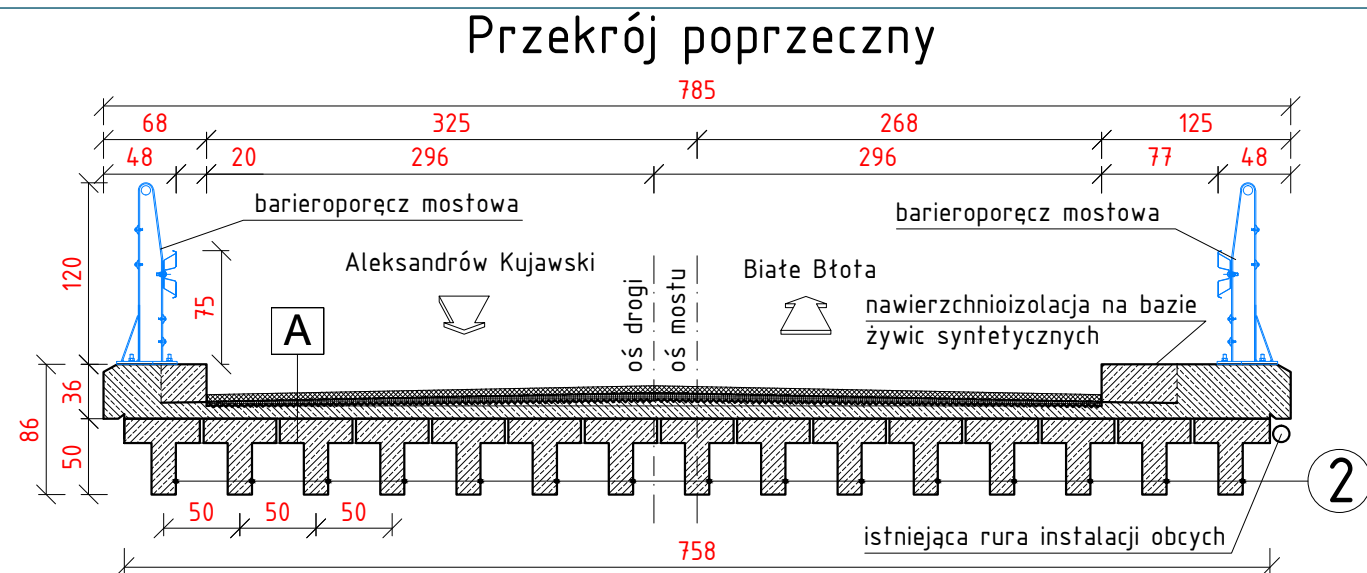 Przekrój poprzeczny
785
68 325 268 125
48 20 296 296 77 48
barieroporęcz mostowa
barieroporęcz mostowa
Aleksandrów Kujawski
Białe Błota
oś drogi
oś mostu
nawierzchnioizolacja na bazie
żywic syntetycznych
120
75
A
36
86
50
2
50 50 50
istniejąca rura instalacji obcych
758